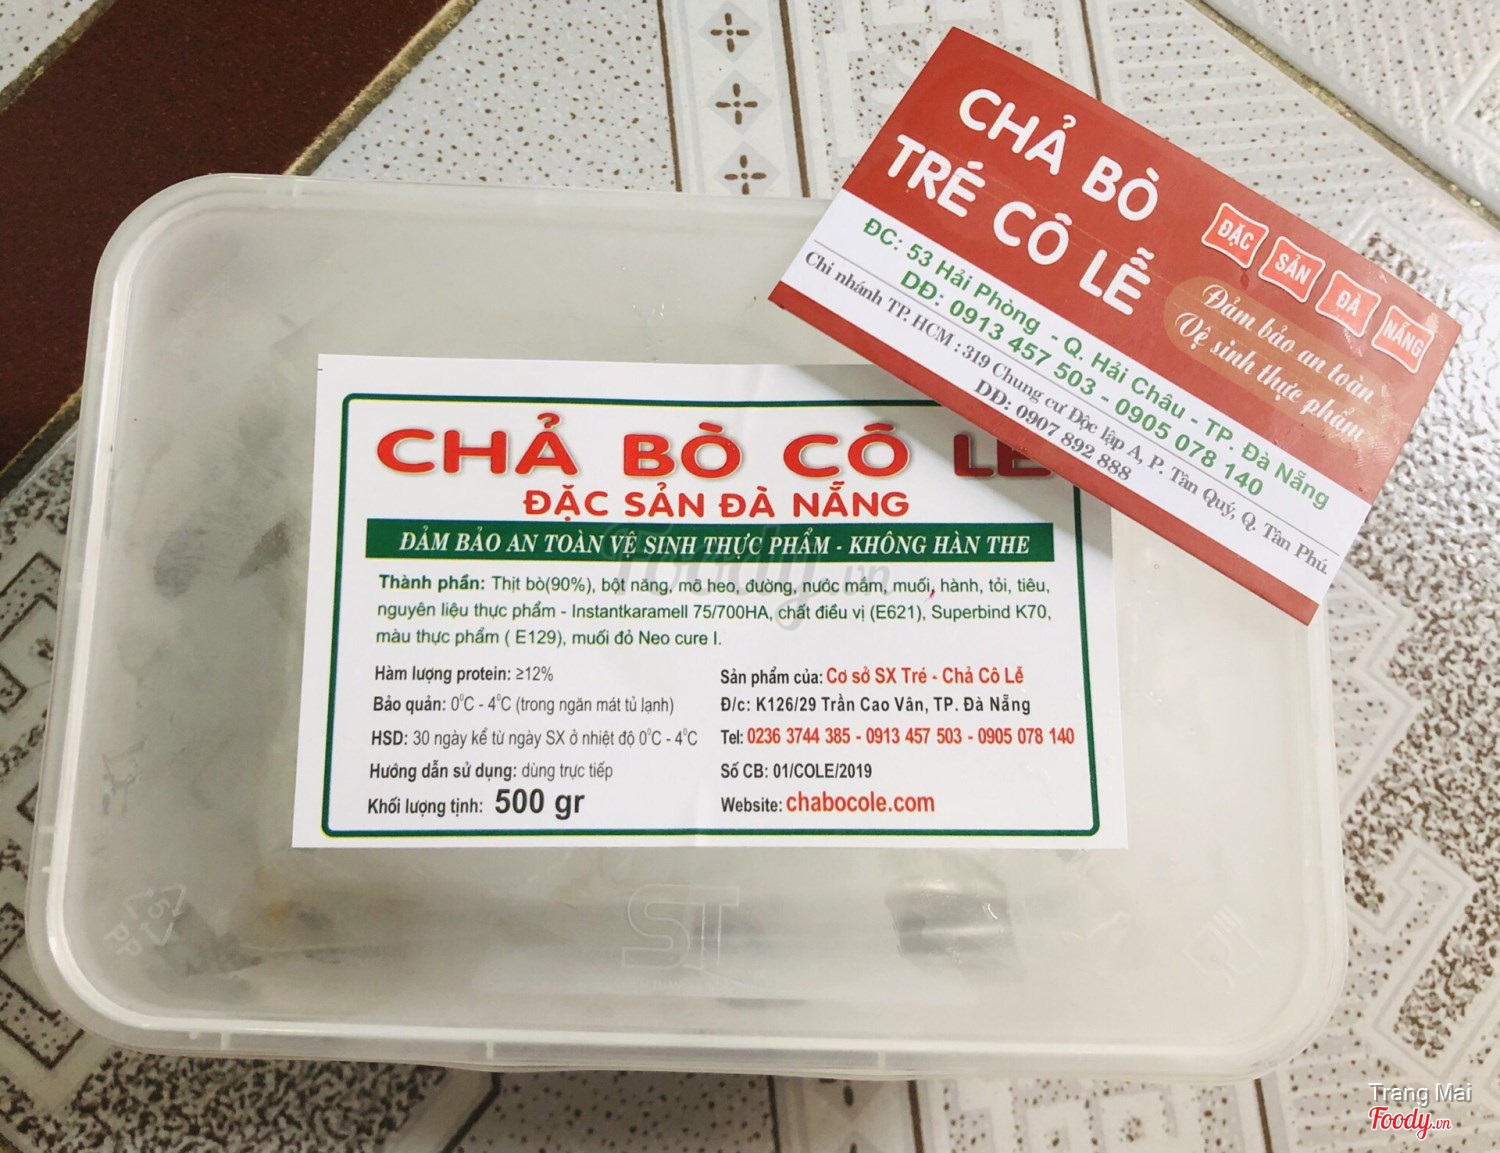 CHẢ BÒ
TRÉ CÔ LỄ
ĐẶC SẢN ĐÀ NẴNG
Đảm bảo an toàn
Vệ sinh thực phẩm
ĐC: 53 Hải Phòng - Q. Hải Châu - TP. Đà Nẵng
DĐ: 0913 457 503 - 0905 078 140
Chi nhánh TP. HCM : 319 Chung cư Độc lập A, P. Tân Quý, Q. Tân Phú.
DĐ: 0907 892 888
CHẢ BÒ CÔ LỄ
ĐẶC SẢN ĐÀ NẴNG
ĐẢM BẢO AN TOÀN VỆ SINH THỰC PHẨM - KHÔNG HÀN THE
Thành phần: Thịt bò(90%), bột năng, mỡ heo, đường, nước mắm, muối, hành, tỏi, tiêu,
nguyên liệu thực phẩm - Instantkaramell 75/700HA, chất điều vị (E621), Superbind K70,
màu thực phẩm ( E129), muối đỏ Neo cure I.
Hàm lượng protein: ≥12%
Bảo quản: 0°C - 4°C (trong ngăn mát tủ lạnh)
HSD: 30 ngày kể từ ngày SX ở nhiệt độ 0°C - 4°C
Hướng dẫn sử dụng: dùng trực tiếp
Khối lượng tịnh: 500 gr
Sản phẩm của: Cơ sở SX Tré - Chả Cô Lễ
Đ/c: K126/29 Trần Cao Vân, TP. Đà Nẵng
Tel: 0236 3744 385 - 0913 457 503 - 0905 078 140
Số CB: 01/COLE/2019
Website: chabocole.com
Foody.vn
5
PP
ST
Trang Mai
Foody.vn